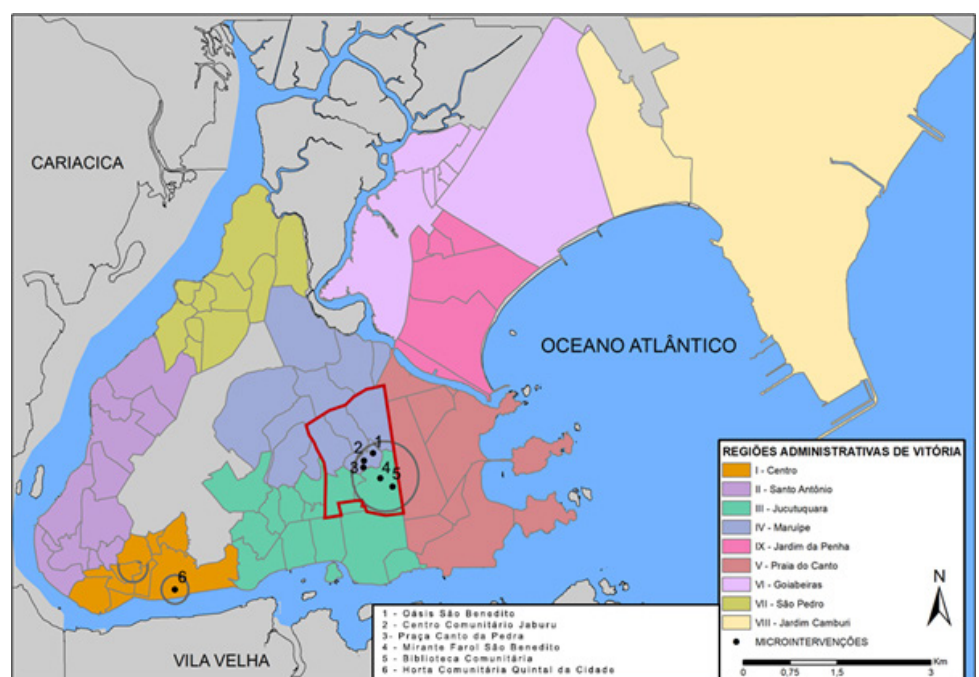 CARIACICA
OCEANO ATLÂNTICO
1
2
3
4
5
6
VILA VELHA
REGIÕES ADMINISTRATIVAS DE VITÓRIA
I - Centro
II - Santo Antônio
III - Jucutuquara
IV - Maruípe
IX - Jardim da Penha
V - Praia do Canto
VI - Goiabeiras
VII - São Pedro
VIII - Jardim Camburi
MICROINTERVENÇÕES
N
Km
0 0,75 1,5 3
1 - Oásis São Benedito
2 - Centro Comunitário Jaburu
3- Praça Canto da Pedra
4 - Mirante Farol São Benedito
5 - Biblioteca Comunitária
6 - Horta Comunitária Quintal da Cidade